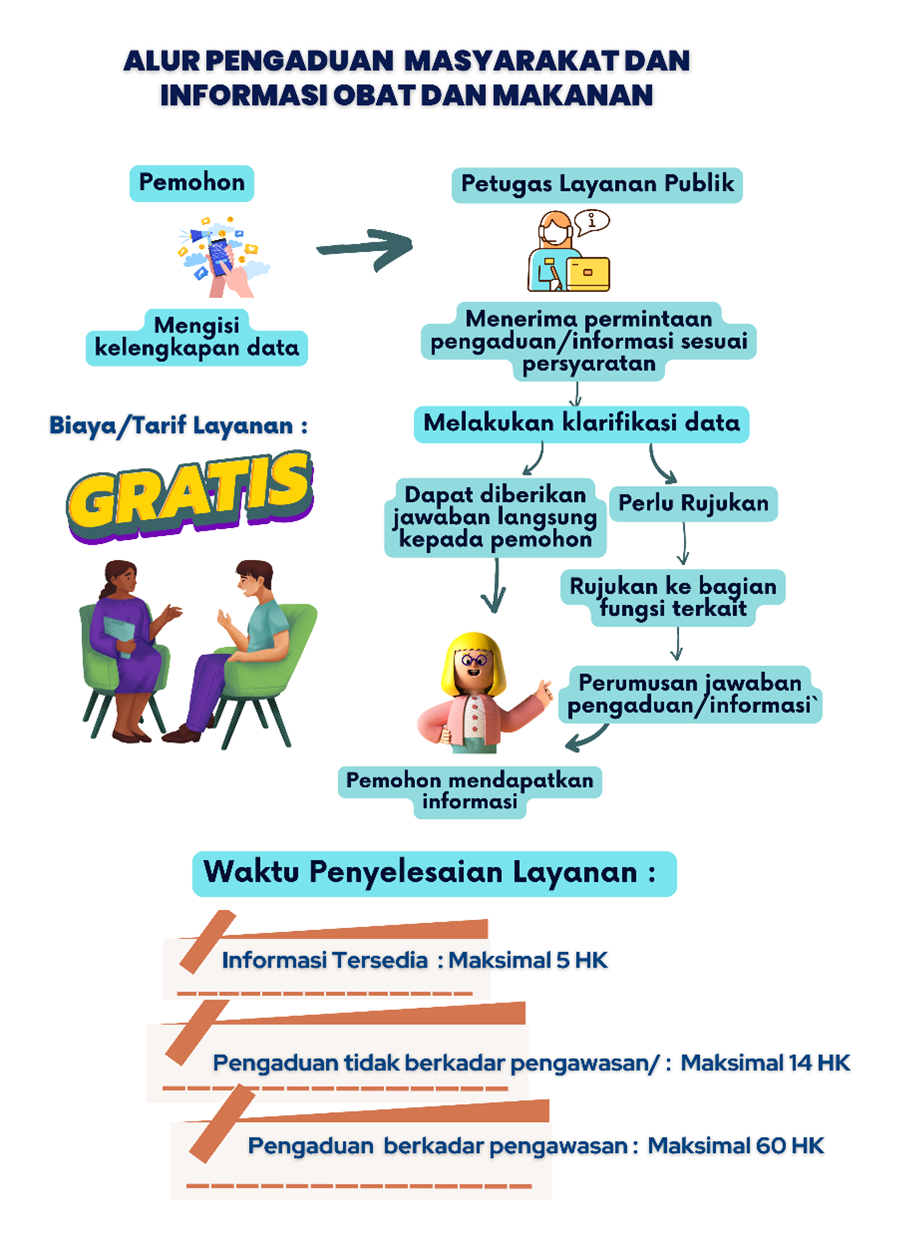 ALUR PENGADUAN MASYARAKAT DAN
INFORMASI OBAT DAN MAKANAN
Pemohon
Mengisi
kelengkapan data
Biaya/Tarif Layanan :
GRATIS
Petugas Layanan Publik
i
Menerima permintaan
pengaduan/informasi sesuai
persyaratan
Melakukan klarifikasi data
Dapat diberikan
jawaban langsung
kepada pemohon
Perlu Rujukan
Rujukan ke bagian
fungsi terkait
Perumusan jawaban
pengaduan/informasi`
Pemohon mendapatkan
informasi
Waktu Penyelesaian Layanan :
Informasi Tersedia : Maksimal 5 HK
Pengaduan tidak berkadar pengawasan/ : Maksimal 14 HK
Pengaduan berkadar pengawasan : Maksimal 60 HK